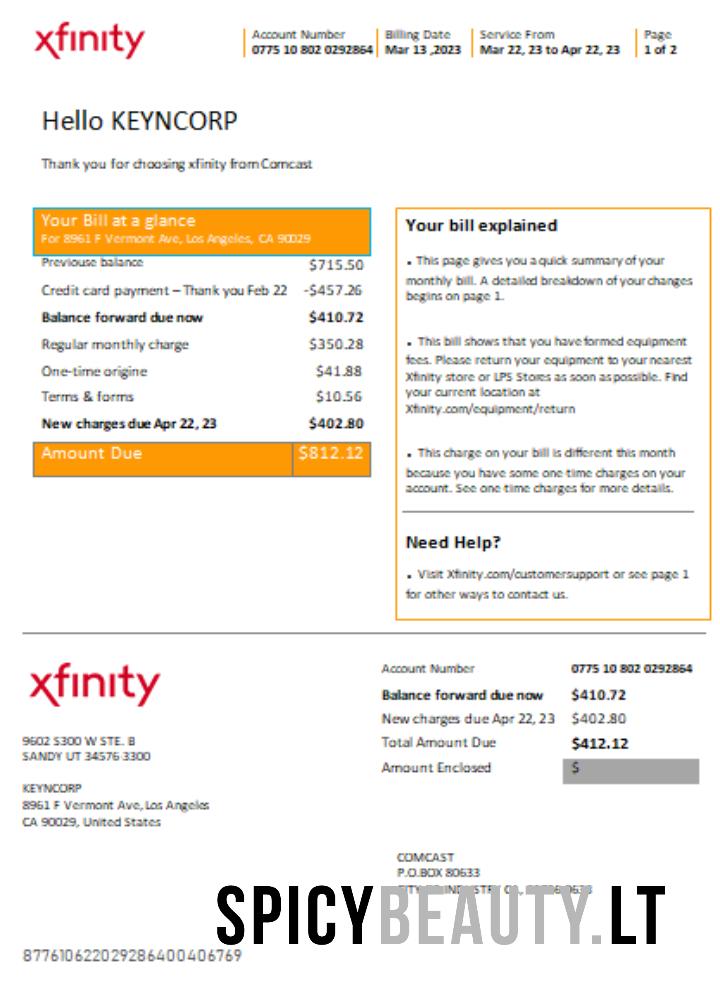 xfinity
Account Number
0775 10 802 0292864
Billing Date
Mar 13 ,2023
Service From
Mar 22, 23 to Apr 22, 23
Page
1 of 2
Hello KEYNCORP
Thank you for choosing xfinity from Comcast
Your Bill at a glance
For 8961 F Vermont Ave, Los Angeles, CA 90029
Previouse balance $715.50
Credit card payment – Thank you Feb 22 -$457.26
Balance forward due now $410.72
Regular monthly charge $350.28
One-time origine $41.88
Terms & forms $10.56
New charges due Apr 22, 23 $402.80
Amount Due $812.12
Your bill explained
• This page gives you a quick summary of your
monthly bill. A detailed breakdown of your changes
begins on page 1.
• This bill shows that you have formed equipment
fees. Please return your equipment to your nearest
Xfinity store or LPS Stores as soon as possible. Find
your current location at
Xfinity.com/equipment/return
• This charge on your bill is different this month
because you have some one time charges on your
account. See one time charges for more details.
Need Help?
• Visit Xfinity.com/customersupport or see page 1
for other ways to contact us.
xfinity
9602 S300 W STE. B
SANDY UT 34576 3300
KEYNCORP
8961 F Vermont Ave, Los Angeles
CA 90029, United States
Account Number 0775 10 802 0292864
Balance forward due now $410.72
New charges due Apr 22, 23 $402.80
Total Amount Due $412.12
Amount Enclosed $
COMCAST
P.O.BOX 80633
SPICYBEAUTY.LT
8776106220292864004067​69